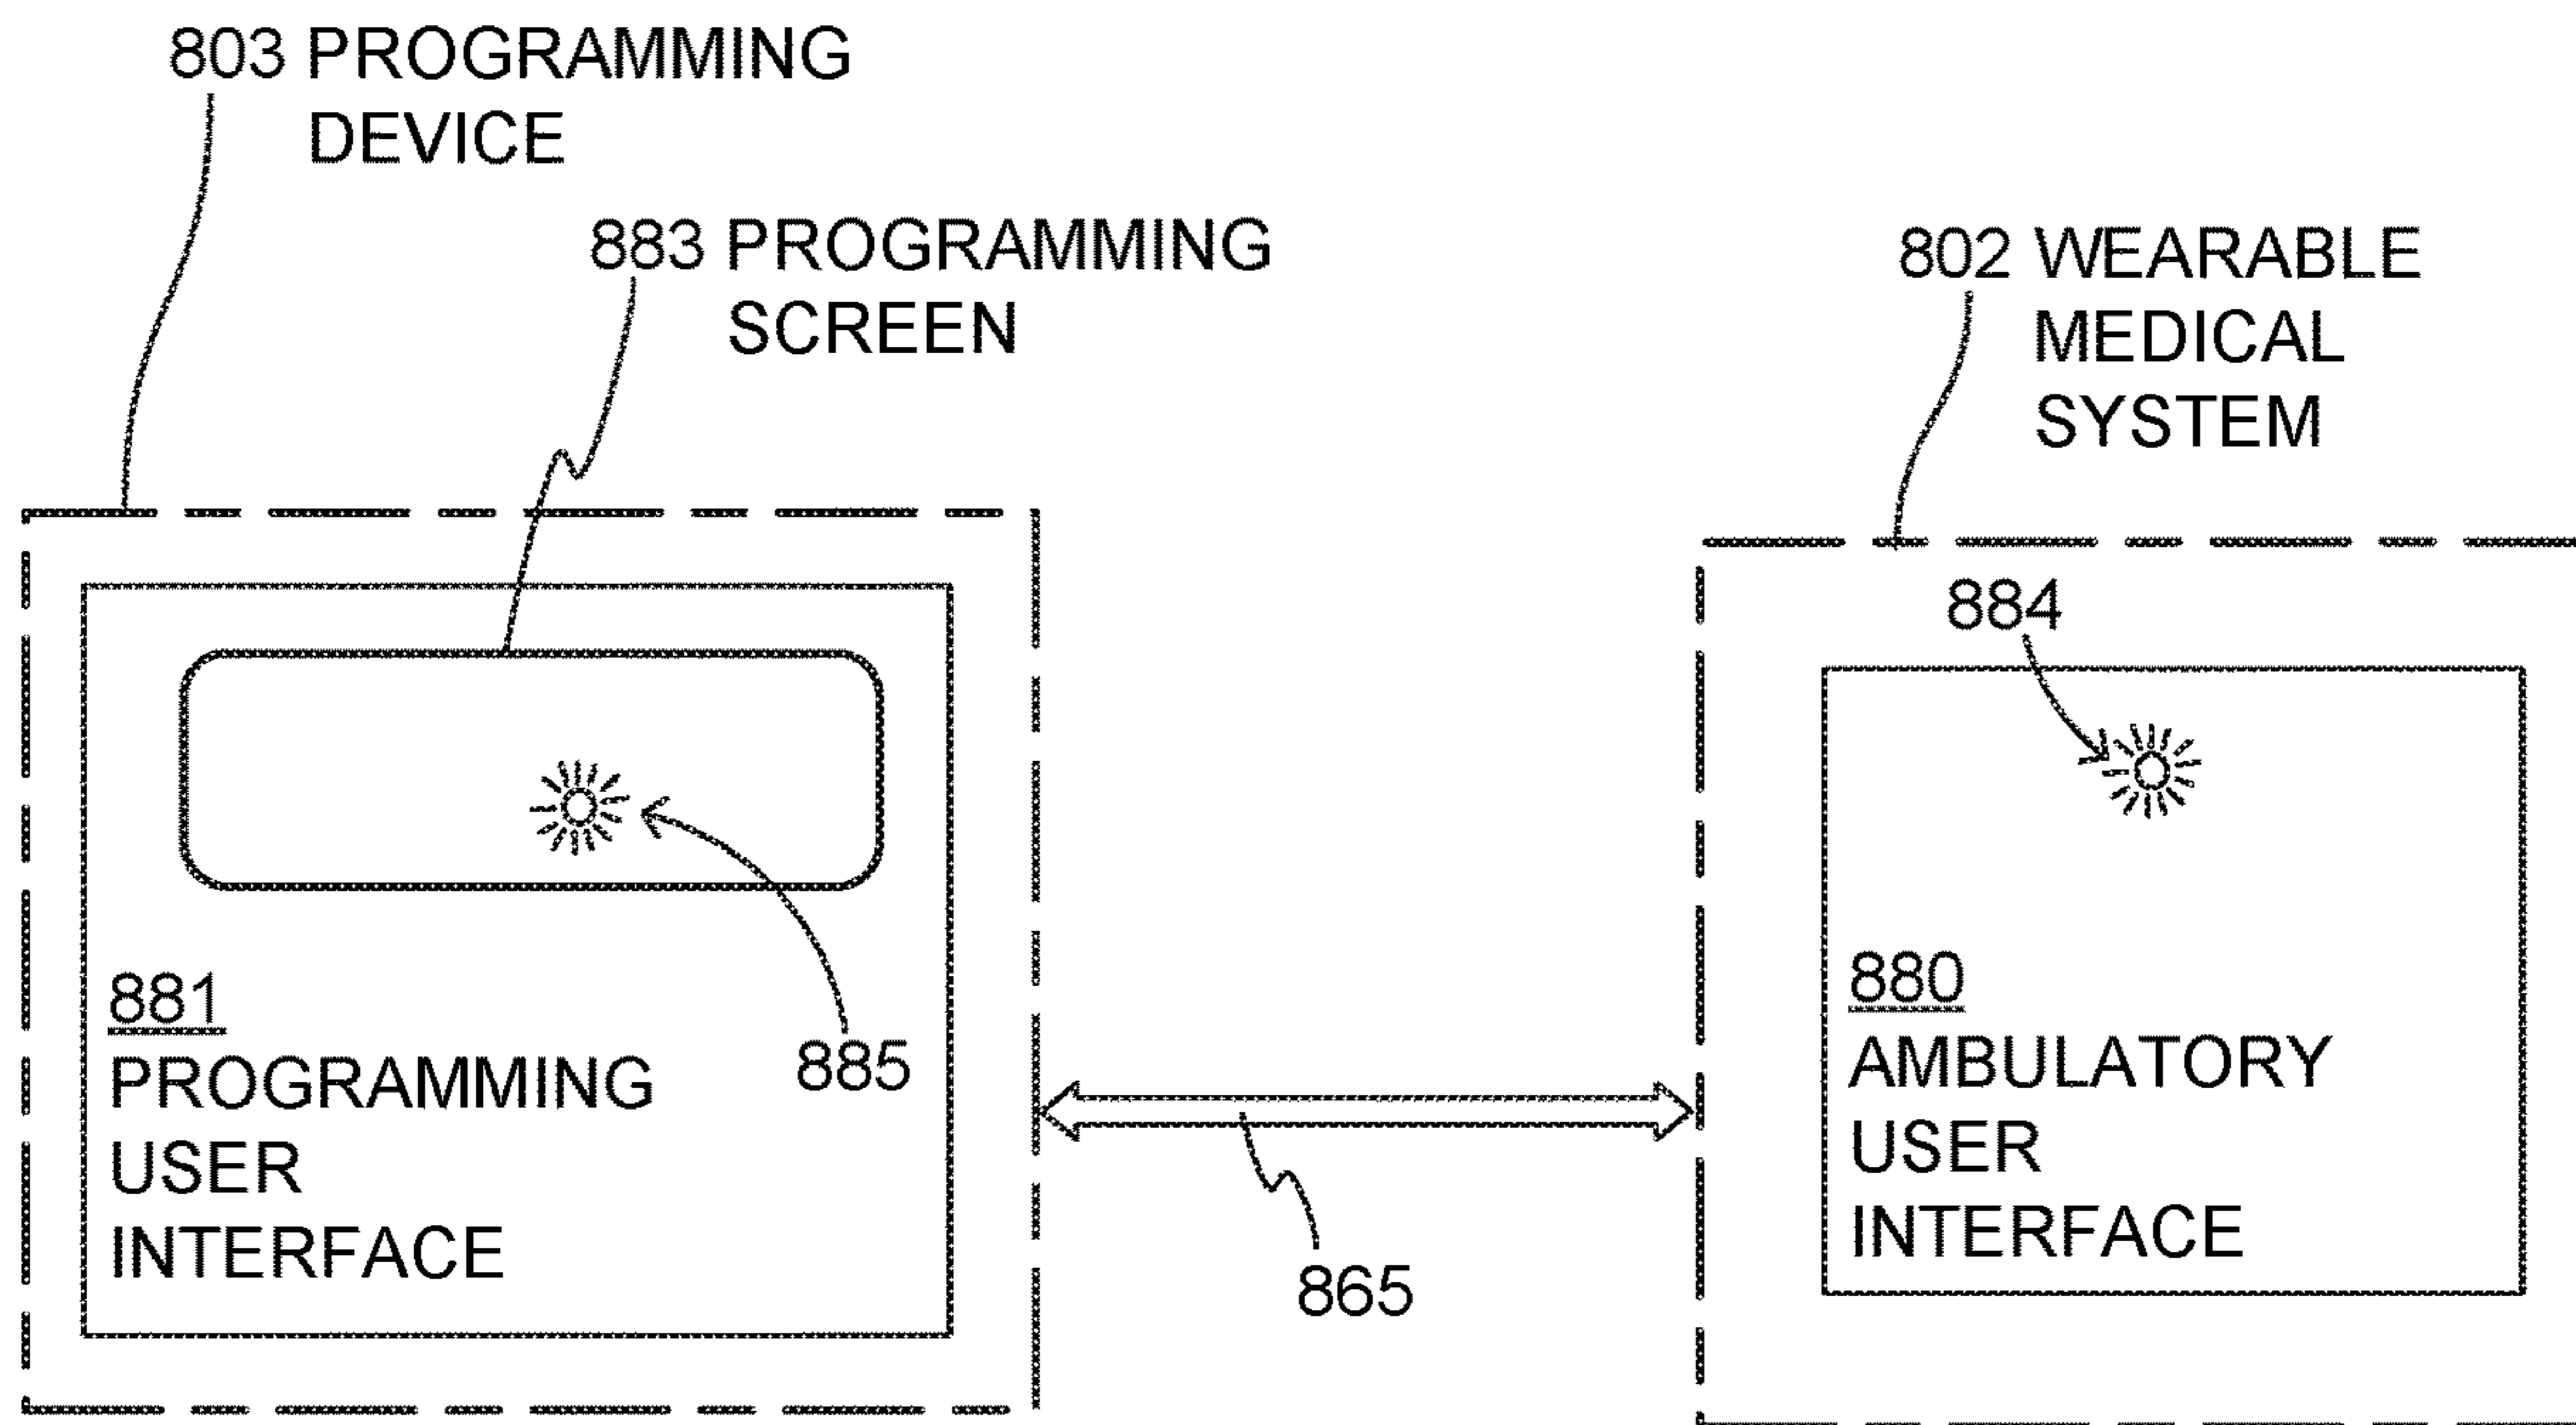 803 PROGRAMMING
DEVICE
883 PROGRAMMING
SCREEN
802 WEARABLE
MEDICAL
SYSTEM
884
881
PROGRAMMING
USER
INTERFACE
885
880
AMBULATORY
USER
INTERFACE
865